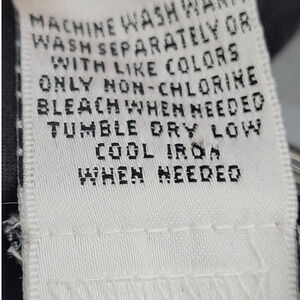 MACHINE WASH WARM
WASH SEPARATELY OR
WITH LIKE COLORS
ONLY NON-CHLORINE
BLEACH WHEN NEEDED
TUMBLE DRY LOW
COOL IRON
WHEN NEEDED